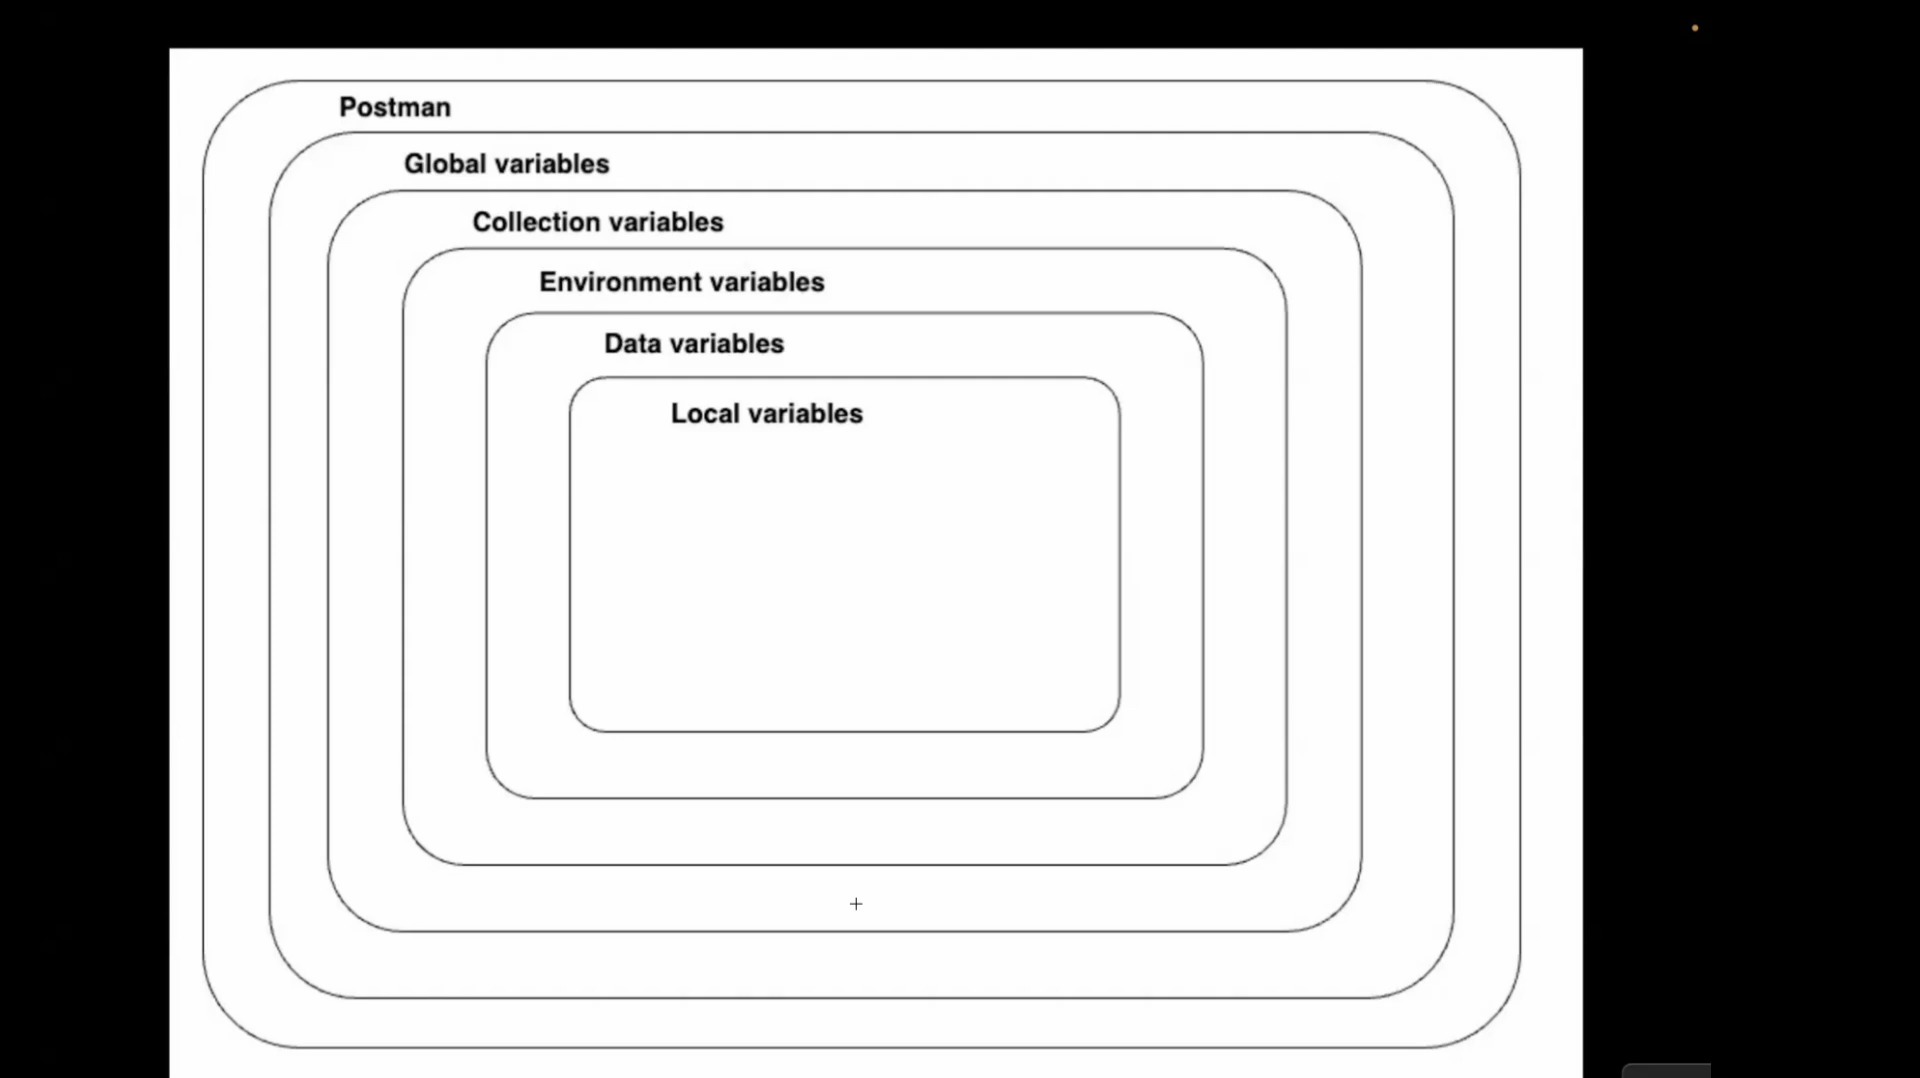 Postman
Global variables
Collection variables
Environment variables
Data variables
Local variables